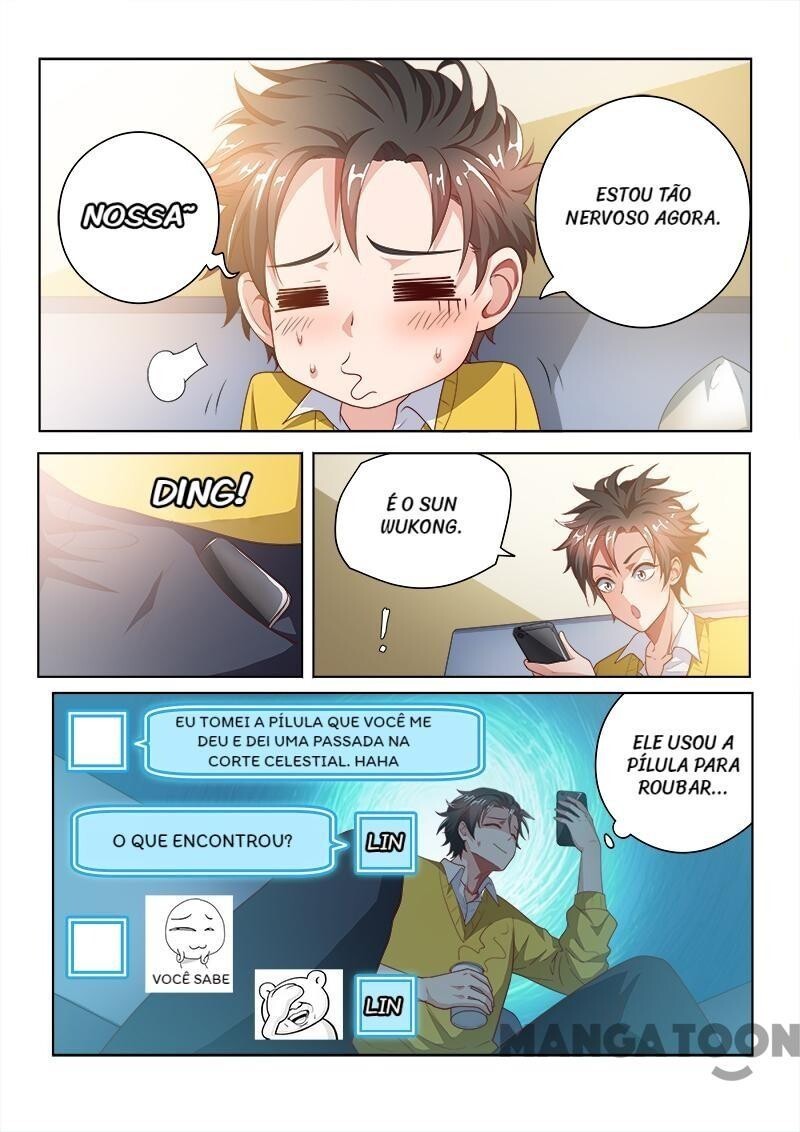 NOSSA~
ESTOU TÃO
NERVOSO AGORA.
DING!
É O SUN
WUKONG.
!
EU TOMEI A PÍLULA QUE VOCÊ ME
DEU E DEI UMA PASSADA NA
CORTE CELESTIAL. HAHA
ELE USOU A
PÍLULA PARA
ROUBAR...
O QUE ENCONTROU?
LIN
VOCÊ SABE
LIN
MANGATOON